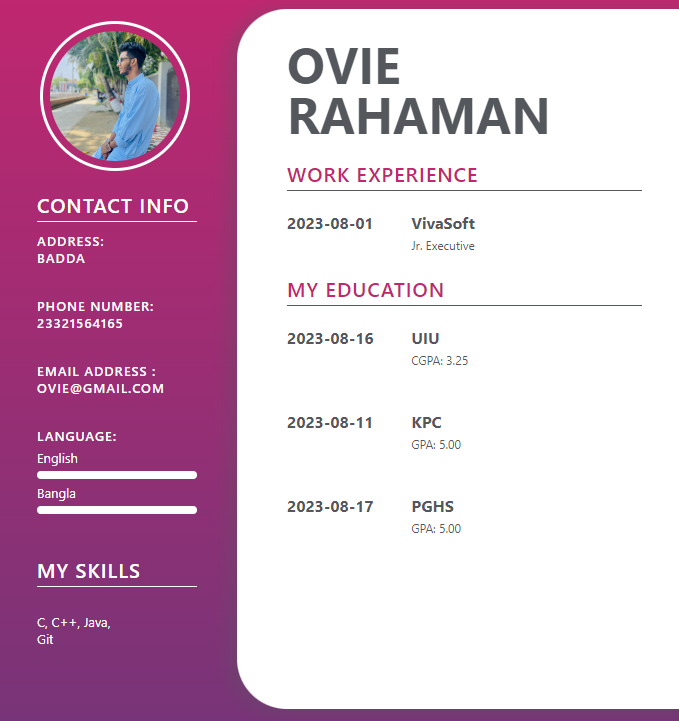 CONTACT INFO
ADDRESS:
BADDA
PHONE NUMBER:
23321564165
EMAIL ADDRESS :
OVIE@GMAIL.COM
LANGUAGE:
English
Bangla
MY SKILLS
C, C++, Java,
Git
OVIE
RAHAMAN
WORK EXPERIENCE
2023-08-01 VivaSoft
Jr. Executive
MY EDUCATION
2023-08-16 UIU
CGPA: 3.25
2023-08-11 KPC
GPA: 5.00
2023-08-17 PGHS
GPA: 5.00